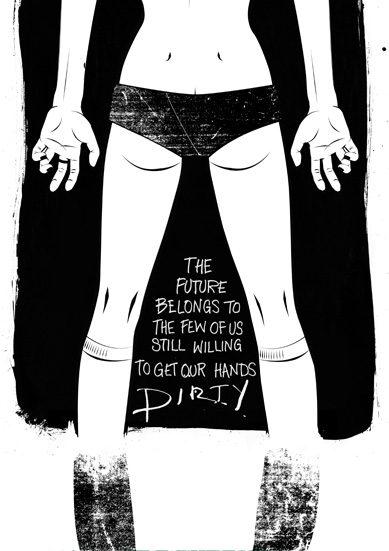 THE
FUTURE
BELONGS TO
THE FEW OF US
STILL WILLING
TO GET OUR HANDS
DIRTY